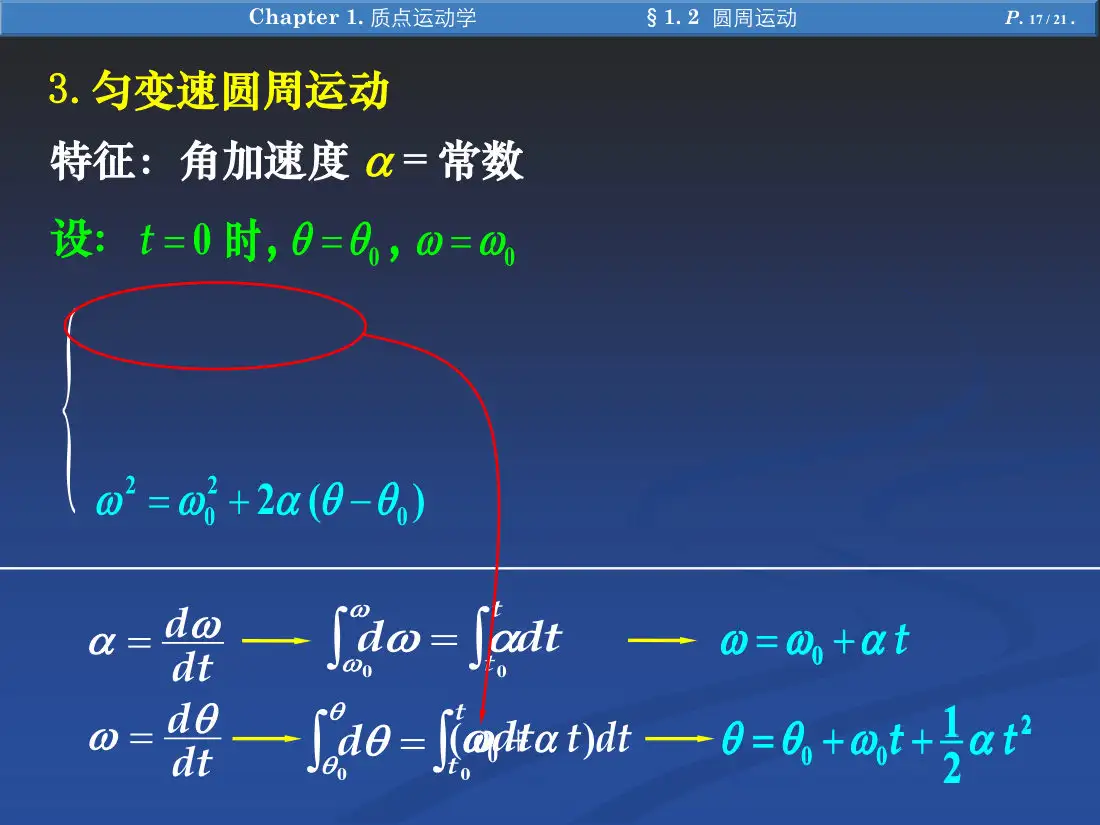 Chapter 1. 质点运动学 §1.2 圆周运动 P. 17/21.
3. 匀变速圆周运动
特征：角加速度 α = 常数
设： t = 0 时，θ = θ₀，ω = ω₀
ω² = ω₀² + 2α(θ − θ₀)
α = dω/dt → ∫_{ω₀}^{ω} dω = ∫_{t₀}^{t} αdt → ω = ω₀ + αt
ω = dθ/dt → ∫_{θ₀}^{θ} dθ = ∫_{t₀}^{t} (ω₀ + αt)dt → θ = θ₀ + ω₀t + 1/2 αt²